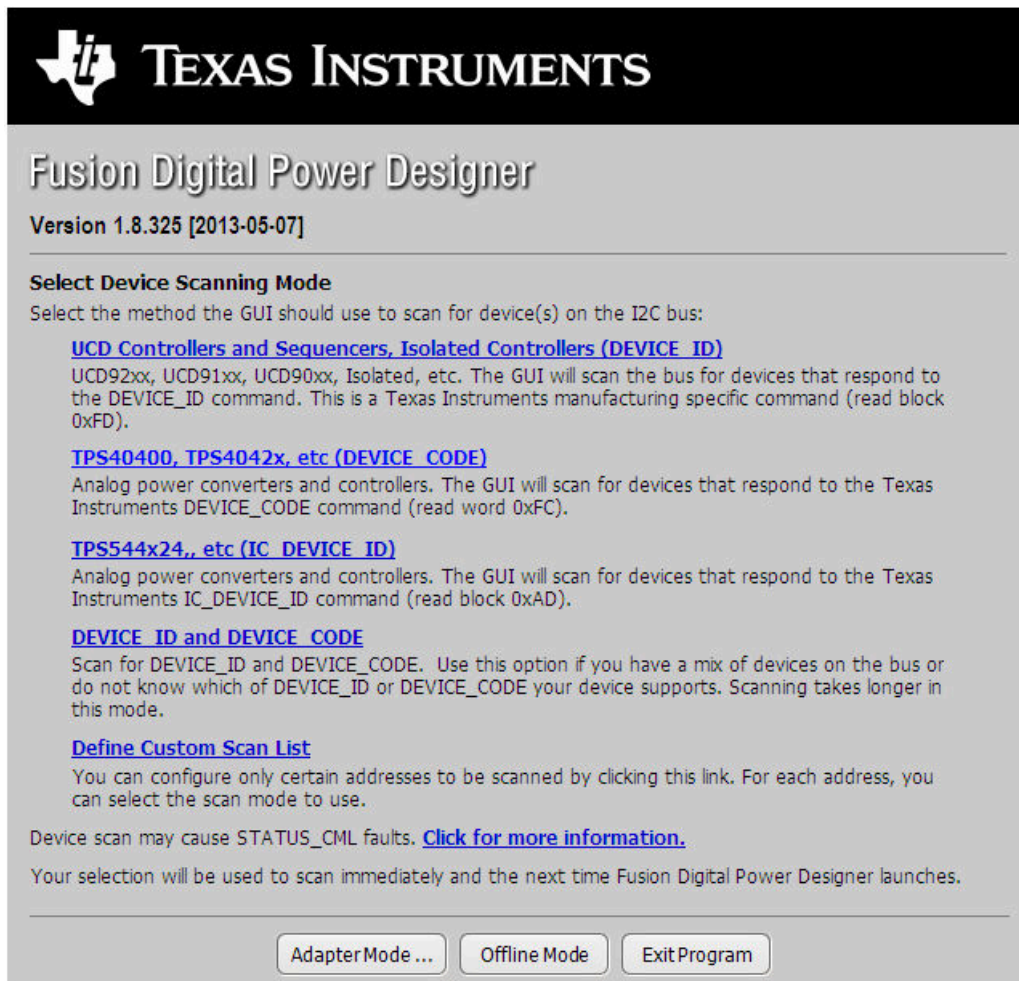 TEXAS INSTRUMENTS
Fusion Digital Power Designer
Version 1.8.325 [2013-05-07]
Select Device Scanning Mode
Select the method the GUI should use to scan for device(s) on the I2C bus:
UCD Controllers and Sequencers, Isolated Controllers (DEVICE_ID)
UCD92xx, UCD91xx, UCD90xx, Isolated, etc. The GUI will scan the bus for devices that respond to
the DEVICE_ID command. This is a Texas Instruments manufacturing specific command (read block
0xFD).
TPS40400, TPS4042x, etc (DEVICE_CODE)
Analog power converters and controllers. The GUI will scan for devices that respond to the Texas
Instruments DEVICE_CODE command (read word 0xFC).
TPS544x24,, etc (IC_DEVICE_ID)
Analog power converters and controllers. The GUI will scan for devices that respond to the Texas
Instruments IC_DEVICE_ID command (read block 0xAD).
DEVICE_ID and DEVICE_CODE
Scan for DEVICE_ID and DEVICE_CODE. Use this option if you have a mix of devices on the bus or
do not know which of DEVICE_ID or DEVICE_CODE your device supports. Scanning takes longer in
this mode.
Define Custom Scan List
You can configure only certain addresses to be scanned by clicking this link. For each address, you
can select the scan mode to use.
Device scan may cause STATUS_CML faults. Click for more information.
Your selection will be used to scan immediately and the next time Fusion Digital Power Designer launches.
Adapter Mode ... Offline Mode Exit Program